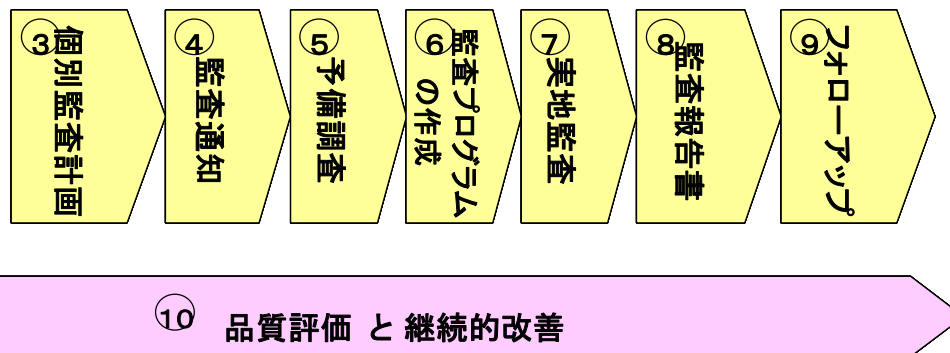 ③
個別監査計画
④
監査通知
⑤
予備調査
⑥
監査プログラム
の作成
⑦
実地監査
⑧
監査報告書
⑨
フォローアップ
⑩
品質評価 と 継続的改善